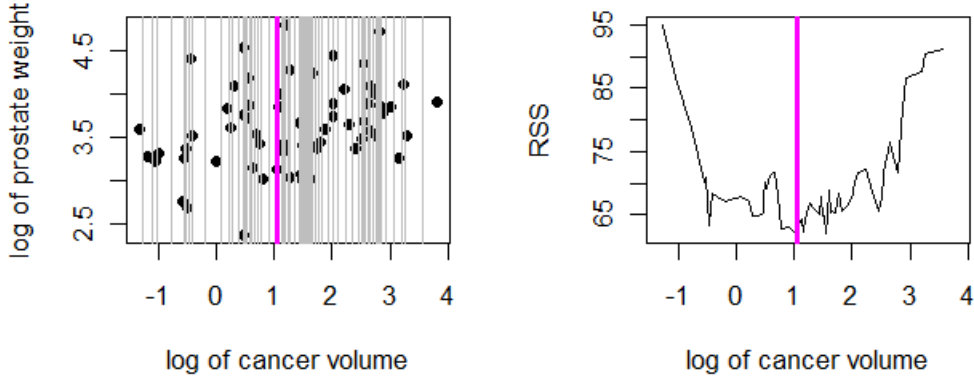 log of prostate weight
4.5
3.5
2.5
-1 0 1 2 3 4
log of cancer volume
RSS
95
85
75
65
-1 0 1 2 3 4
log of cancer volume